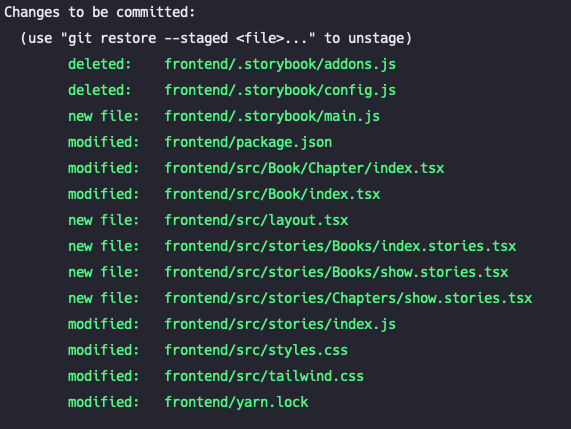 Changes to be committed:
  (use "git restore --staged <file>..." to unstage)
        deleted:    frontend/.storybook/addons.js
        deleted:    frontend/.storybook/config.js
        new file:   frontend/.storybook/main.js
        modified:   frontend/package.json
        modified:   frontend/src/Book/Chapter/index.tsx
        modified:   frontend/src/Book/index.tsx
        new file:   frontend/src/layout.tsx
        new file:   frontend/src/stories/Books/index.stories.tsx
        new file:   frontend/src/stories/Books/show.stories.tsx
        new file:   frontend/src/stories/Chapters/show.stories.tsx
        modified:   frontend/src/stories/index.js
        modified:   frontend/src/styles.css
        modified:   frontend/src/tailwind.css
        modified:   frontend/yarn.lock